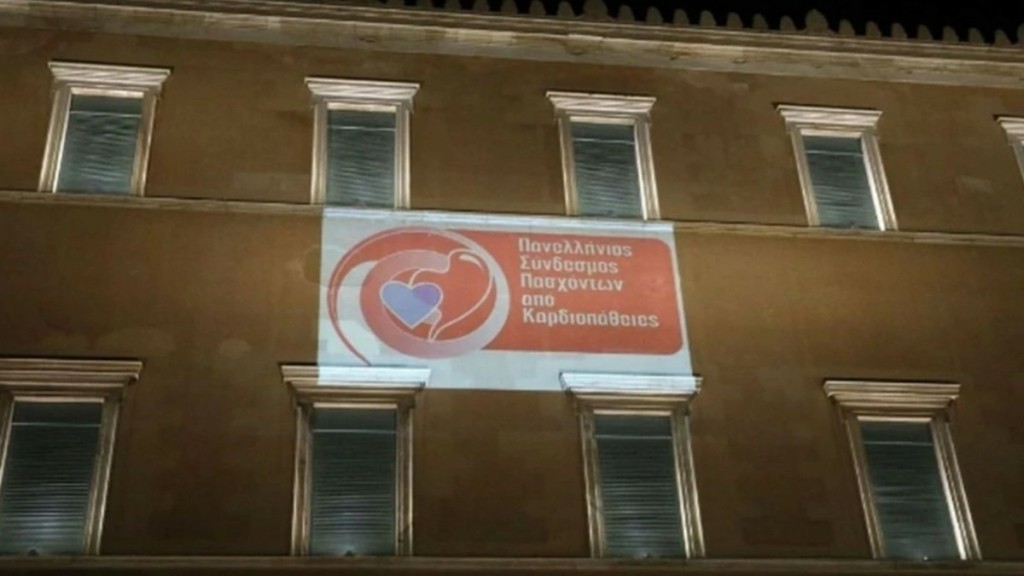 Πανελλήνιος
Σύνδεσμος
Πασχόντων
από
Καρδιοπάθειες